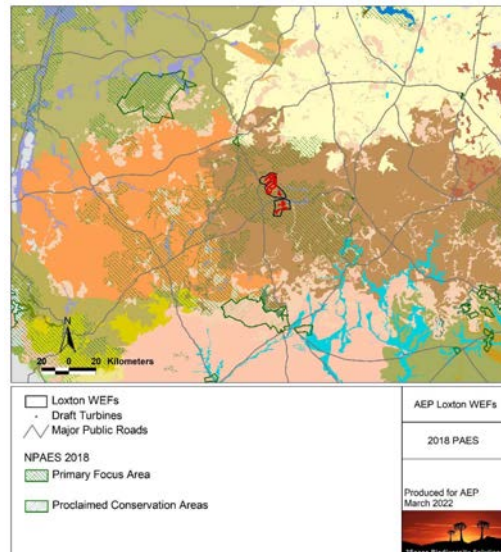 N
20 0 20 Kilometers
Loxton WEFs
Draft Turbines
Major Public Roads
NPAES 2018
Primary Focus Area
Proclaimed Conservation Areas
AEP Loxton WEFs
2018 PAES
Produced for AEP
March 2022